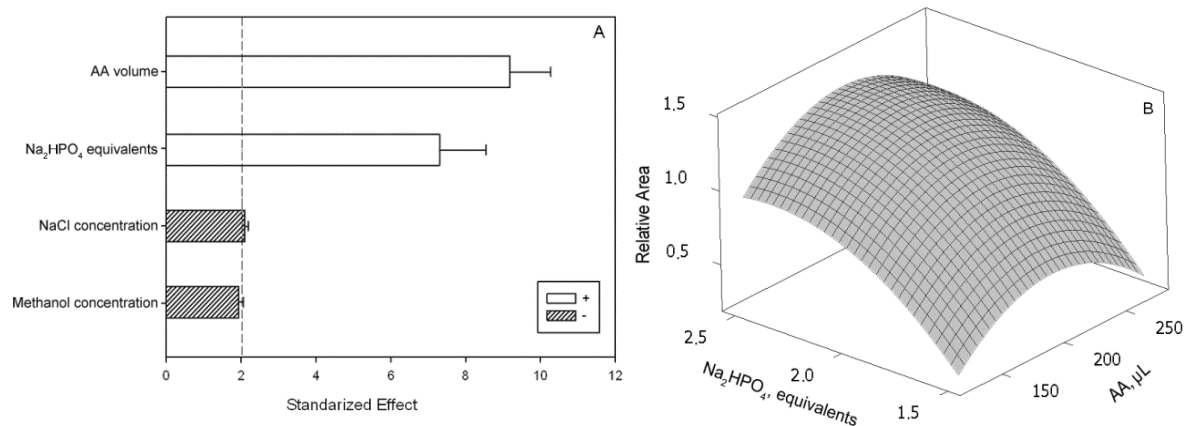 A
AA volume
Na₂HPO₄ equivalents
NaCl concentration
Methanol concentration
+
-
0 2 4 6 8 10 12
Standarized Effect
B
1.5
1.0
0.5
Relative Area
2.5
2.0
1.5
Na₂HPO₄, equivalents
150
200
250
AA, µL